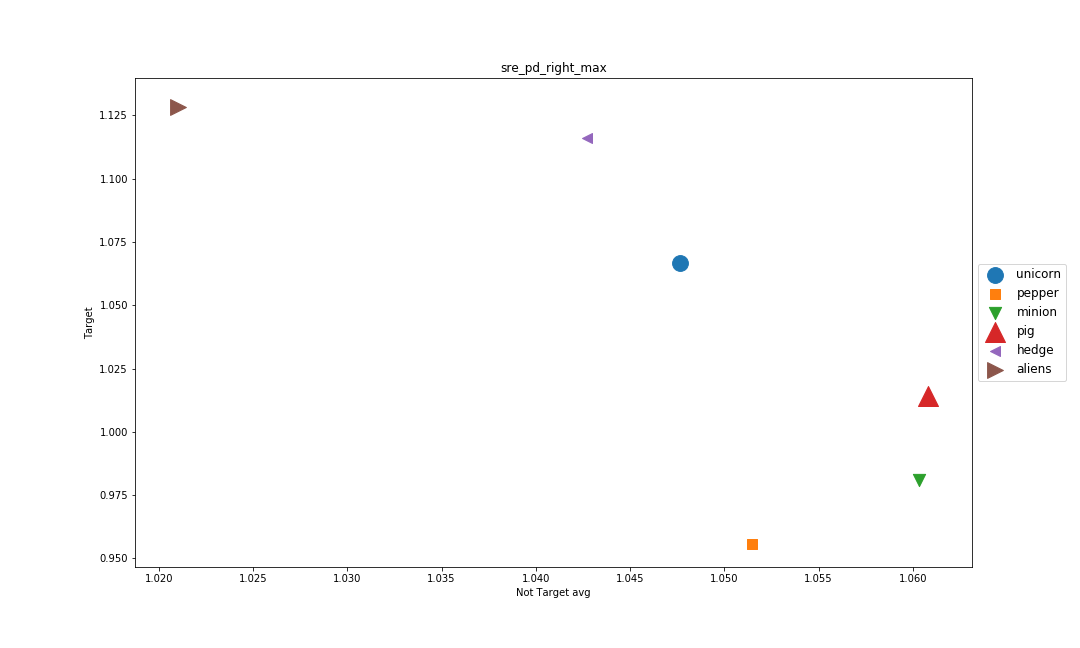 sre_pd_right_max
1.125
1.100
1.075
1.050
1.025
1.000
0.975
0.950
Target
1.020 1.025 1.030 1.035 1.040 1.045 1.050 1.055 1.060
Not Target avg
unicorn
pepper
minion
pig
hedge
aliens